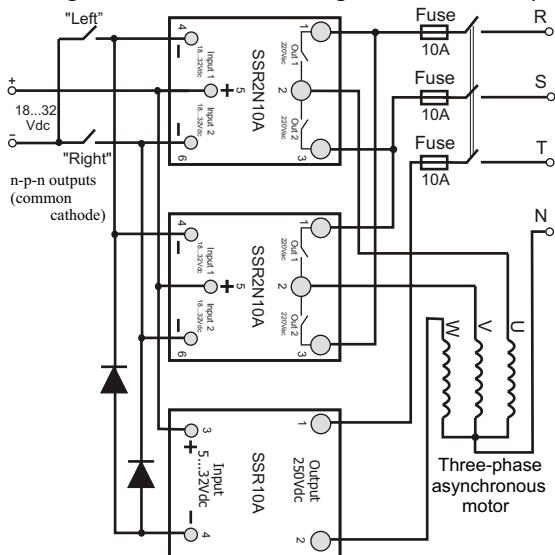 "Left"
+
18...32
Vdc
−
"Right"
n-p-n outputs
(common
cathode)
4
−
Input 1
18...32Vdc
+ 5
Input 2
18...32Vdc
−
6
SSR2N10A
1
Out 1
220Vac
2
Out 2
220Vac
3
Fuse
10A
R
Fuse
10A
S
Fuse
10A
T
N
4
−
Input 1
18...32Vdc
+ 5
Input 2
18...32Vdc
−
6
SSR2N10A
1
Out 1
220Vac
2
Out 2
220Vac
3
W
V
U
Three-phase
asynchronous
motor
3
+
Input
5...32Vdc
−
4
SSR10A
1
Output
250Vdc
2